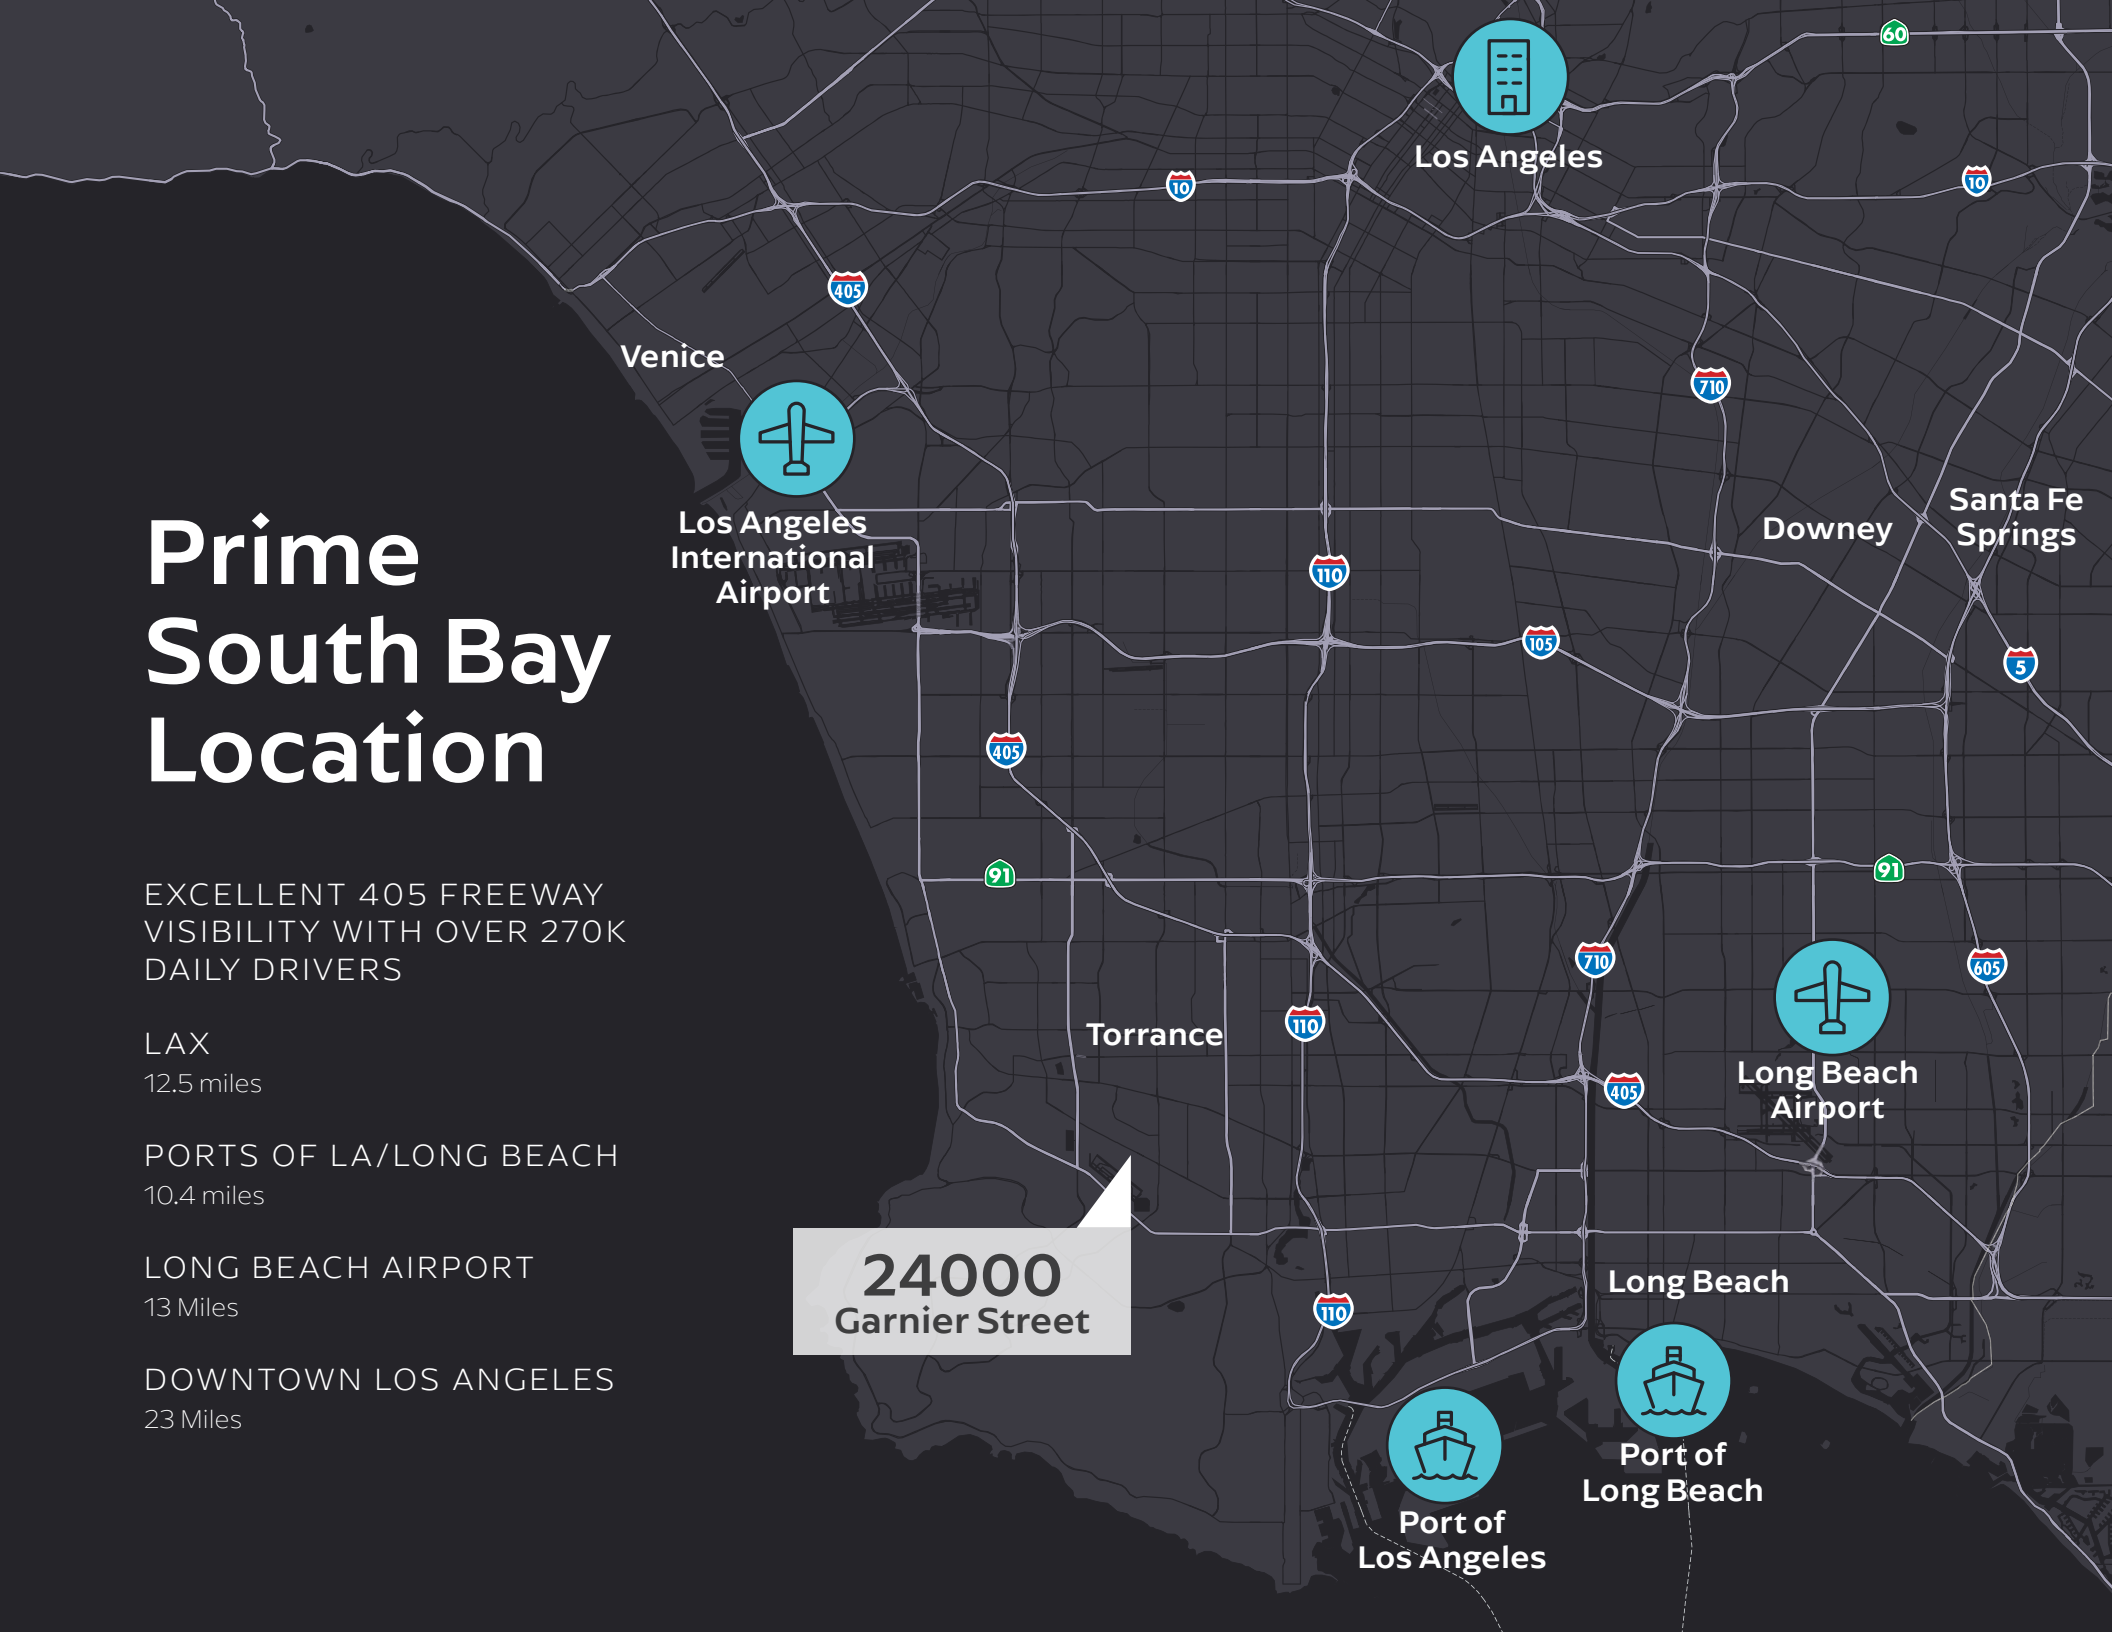 Prime
South Bay
Location
EXCELLENT 405 FREEWAY
VISIBILITY WITH OVER 270K
DAILY DRIVERS
LAX
12.5 miles
PORTS OF LA/LONG BEACH
10.4 miles
LONG BEACH AIRPORT
13 Miles
DOWNTOWN LOS ANGELES
23 Miles
60
Los Angeles
10
10
405
Venice
710
Los Angeles
International
Airport
Santa Fe
Springs
Downey
110
105
5
405
91
91
710
605
Torrance
110
Long Beach
Airport
405
24000
Garnier Street
Long Beach
110
Port of
Long Beach
Port of
Los Angeles